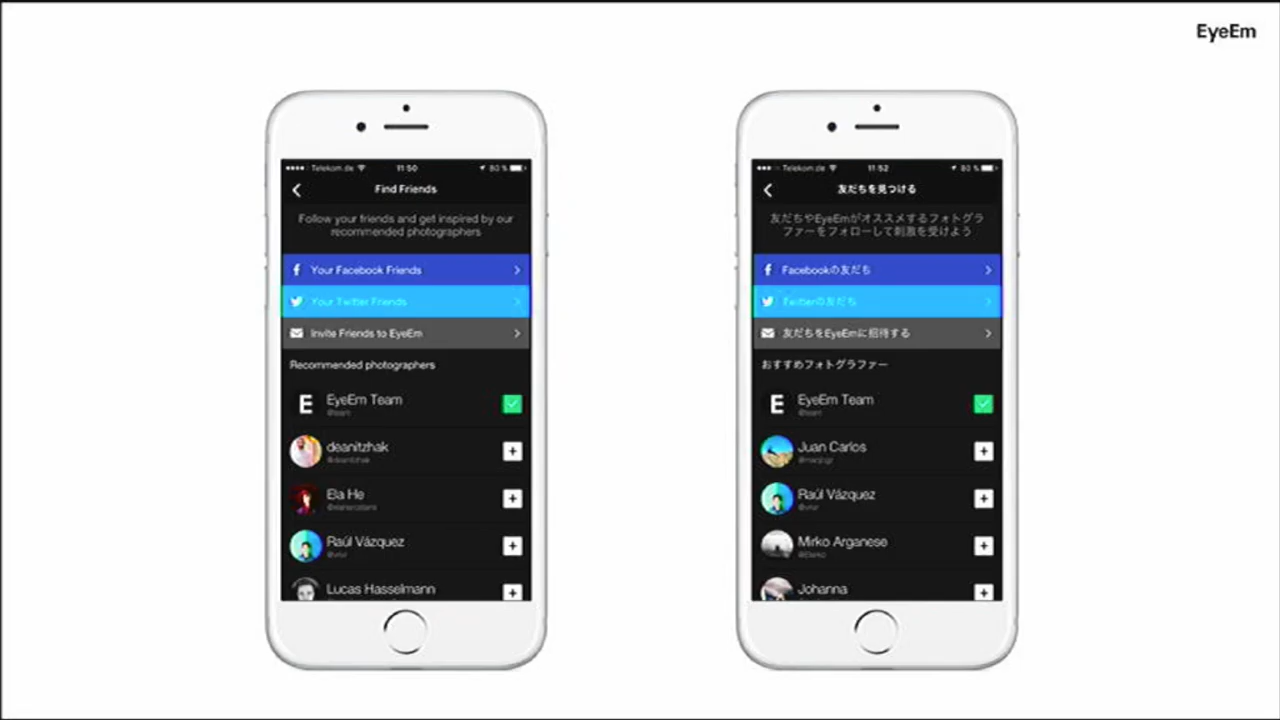 EyeEm
Telekom.de 11:50 80 %
Find Friends
Follow your friends and get inspired by our
recommended photographers
Your Facebook Friends
Your Twitter Friends
Invite Friends to EyeEm
Recommended photographers
E EyeEm Team
@team
deanitzhak
@deanitzhak
Ela He
Raúl Vázquez
Lucas Hasselmann
Telekom.de 11:52 80 %
友だちを見つける
友だちやEyeEmがオススメするフォトグラ
ファーをフォローして刺激を受けよう
Facebookの友だち
Twitterの友だち
友だちをEyeEmに招待する
おすすめフォトグラファー
E EyeEm Team
@team
Juan Carlos
Raúl Vázquez
Mirko Arganese
Johanna